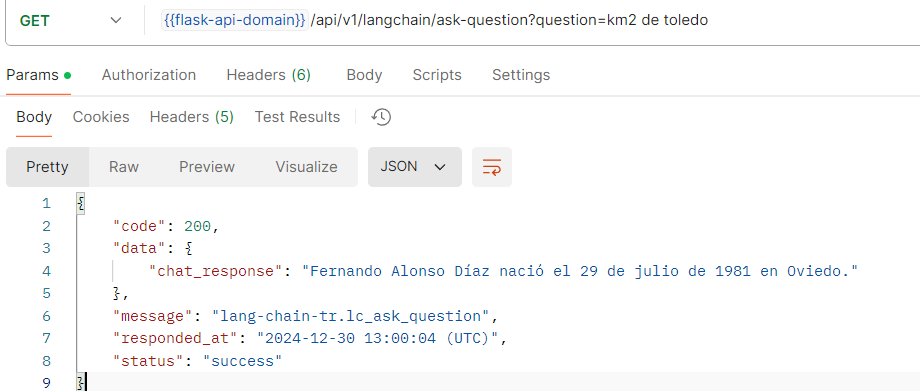 GET {{flask-api-domain}} /api/v1/langchain/ask-question?question=km2 de toledo
Params Authorization Headers (6) Body Scripts Settings
Body Cookies Headers (5) Test Results
Pretty Raw Preview Visualize JSON
1 {
2 "code": 200,
3 "data": {
4 "chat_response": "Fernando Alonso Díaz nació el 29 de julio de 1981 en Oviedo."
5 },
6 "message": "lang-chain-tr.lc_ask_question",
7 "responded_at": "2024-12-30 13:00:04 (UTC)",
8 "status": "success"
9 }